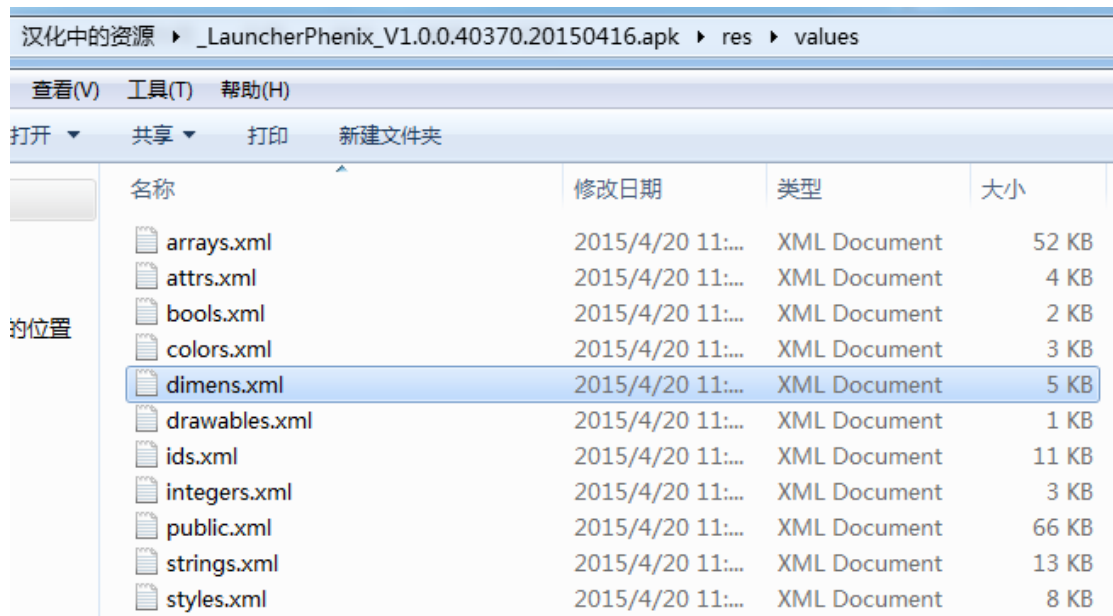 汉化中的资源 ▸ _LauncherPhenix_V1.0.0.40370.20150416.apk ▸ res ▸ values
查看(V) 工具(T) 帮助(H)
打开 ▼ 共享 ▼ 打印 新建文件夹
名称 修改日期 类型 大小
arrays.xml 2015/4/20 11:... XML Document 52 KB
attrs.xml 2015/4/20 11:... XML Document 4 KB
bools.xml 2015/4/20 11:... XML Document 2 KB
的位置
colors.xml 2015/4/20 11:... XML Document 3 KB
dimens.xml 2015/4/20 11:... XML Document 5 KB
drawables.xml 2015/4/20 11:... XML Document 1 KB
ids.xml 2015/4/20 11:... XML Document 11 KB
integers.xml 2015/4/20 11:... XML Document 3 KB
public.xml 2015/4/20 11:... XML Document 66 KB
strings.xml 2015/4/20 11:... XML Document 13 KB
styles.xml 2015/4/20 11:... XML Document 8 KB